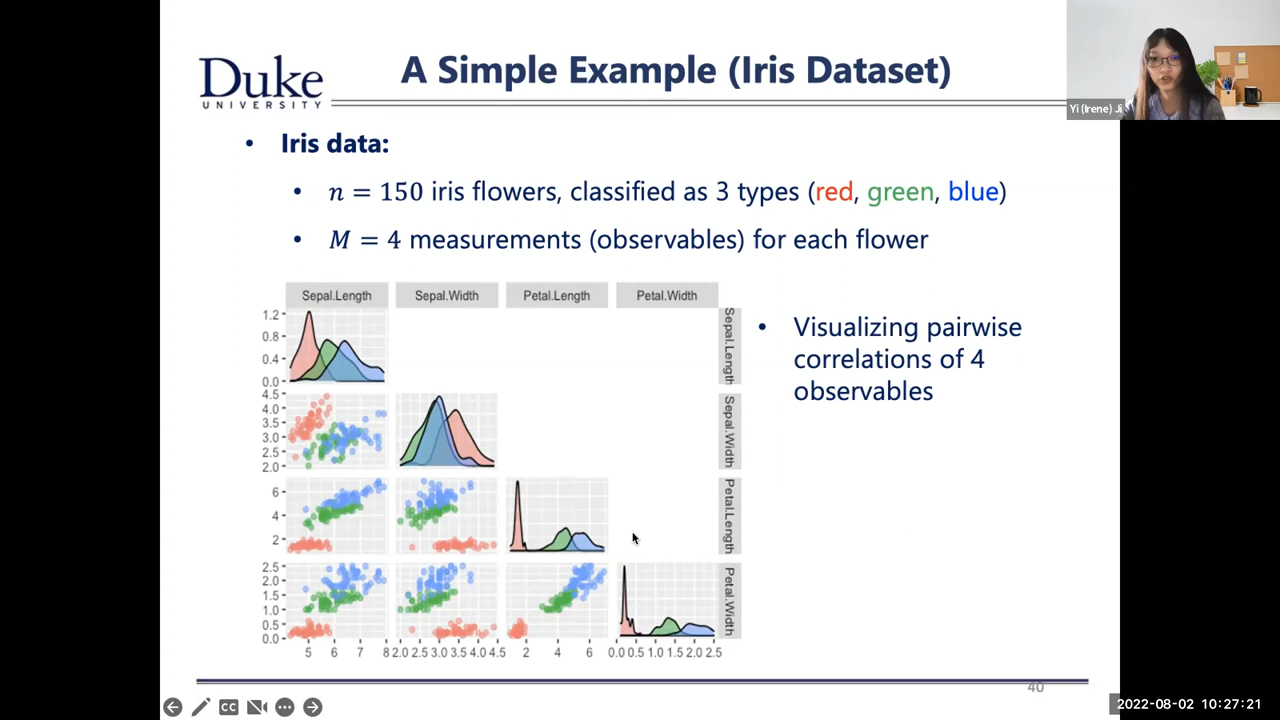 Duke
UNIVERSITY
A Simple Example (Iris Dataset)
Yi (Irene) Ji
• Iris data:
• n = 150 iris flowers, classified as 3 types (red, green, blue)
• M = 4 measurements (observables) for each flower
Sepal.Length Sepal.Width Petal.Length Petal.Width
1.2
0.8
0.4
0.0
Sepal.Length
4.5
4.0
3.5
3.0
2.5
2.0
Sepal.Width
6
4
2
Petal.Length
2.5
2.0
1.5
1.0
0.5
0.0
Petal.Width
5 6 7 8 2.0 2.5 3.0 3.5 4.0 4.5 2 4 6 0.0 0.5 1.0 1.5 2.0 2.5
• Visualizing pairwise
correlations of 4
observables
40
CC
2022-08-02 10:27:21